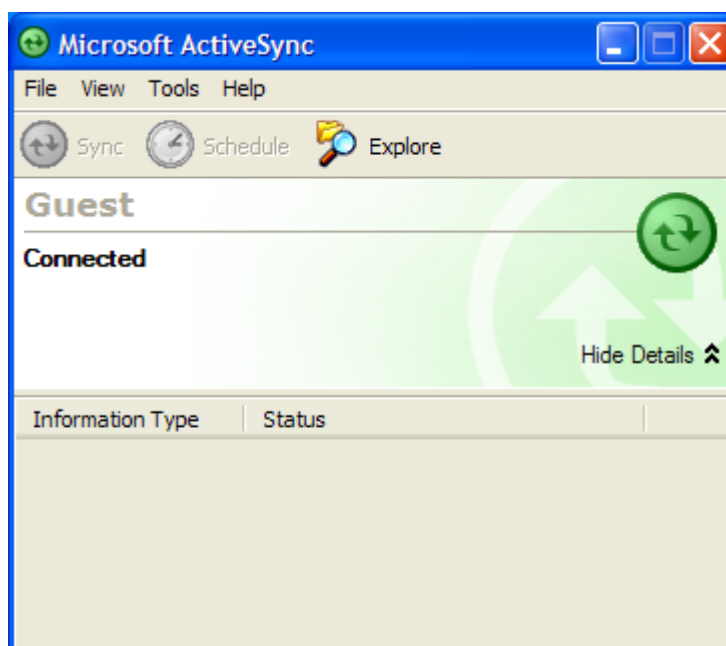 Microsoft ActiveSync
File View Tools Help
Sync Schedule Explore
Guest
Connected
Hide Details
Information Type Status